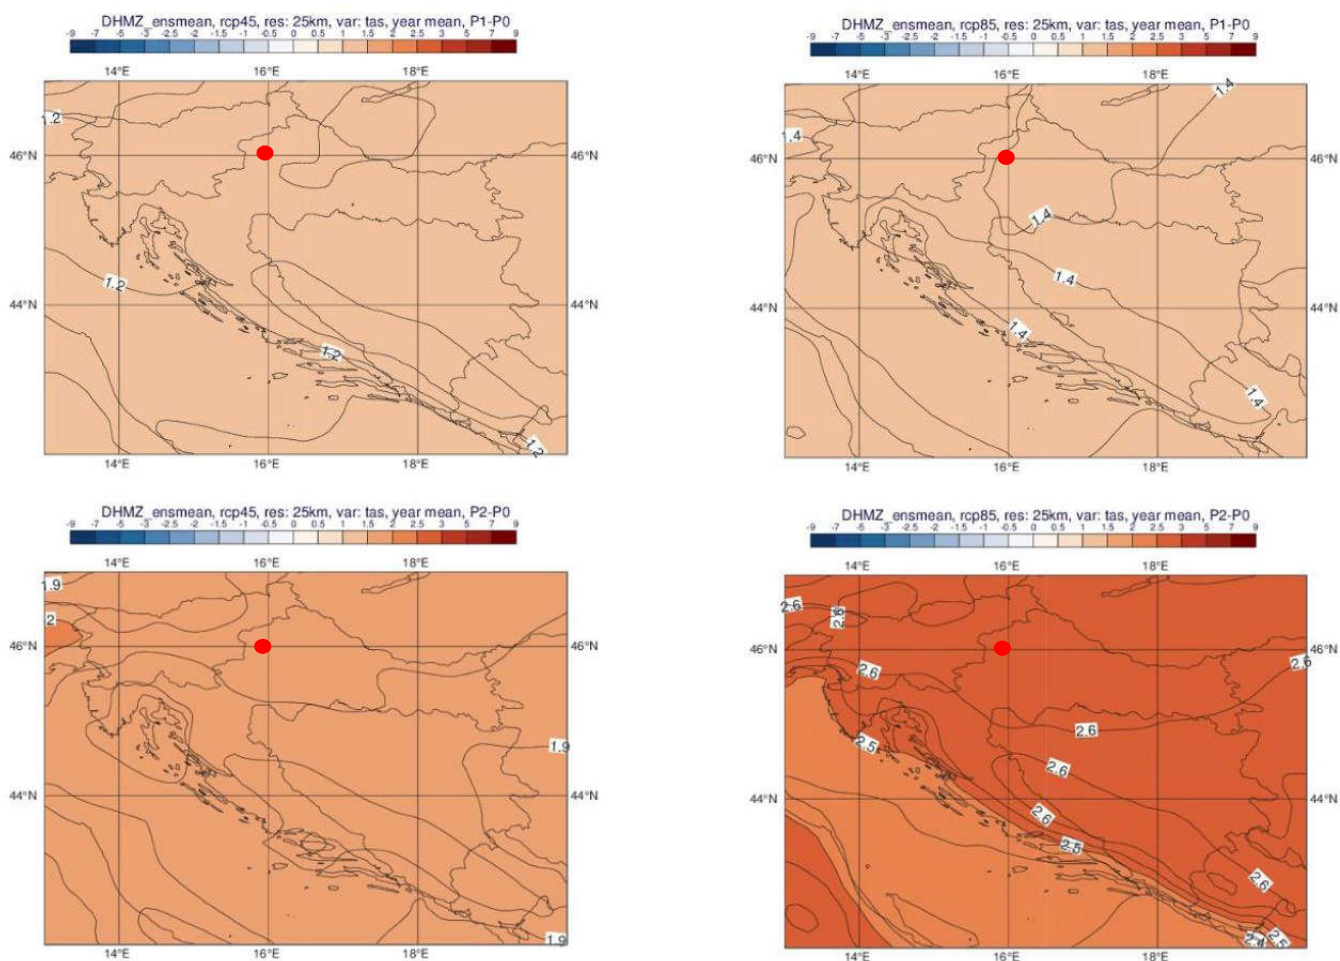 DHMZ_ensmean, rcp45, res: 25km, var: tas, year mean, P1-P0
-9 -7 -5 -3 -2.5 -2 -1.5 -1 -0.5 0 0.5 1 1.5 2 2.5 3 5 7 9
14°E 16°E 18°E
1.2
46°N
1.2
44°N
1.2
1.2
14°E 16°E 18°E
DHMZ_ensmean, rcp85, res: 25km, var: tas, year mean, P1-P0
-9 -7 -5 -3 -2.5 -2 -1.5 -1 -0.5 0 0.5 1 1.5 2 2.5 3 5 7 9
14°E 16°E 18°E
1.4
1.4
46°N 46°N
1.4
1.4
44°N 44°N
1.4
1.4
14°E 16°E 18°E
DHMZ_ensmean, rcp45, res: 25km, var: tas, year mean, P2-P0
-9 -7 -5 -3 -2.5 -2 -1.5 -1 -0.5 0 0.5 1 1.5 2 2.5 3 5 7 9
14°E 16°E 18°E
1.9
2
46°N 46°N
1.9
44°N 44°N
1.9
14°E 16°E 18°E
DHMZ_ensmean, rcp85, res: 25km, var: tas, year mean, P2-P0
-9 -7 -5 -3 -2.5 -2 -1.5 -1 -0.5 0 0.5 1 1.5 2 2.5 3 5 7 9
14°E 16°E 18°E
2.6 2.6
46°N 46°N
2.6 2.6
2.6
2.5
2.6
44°N 44°N
2.6
2.5
2.6
2.4 2.5
14°E 16°E 18°E